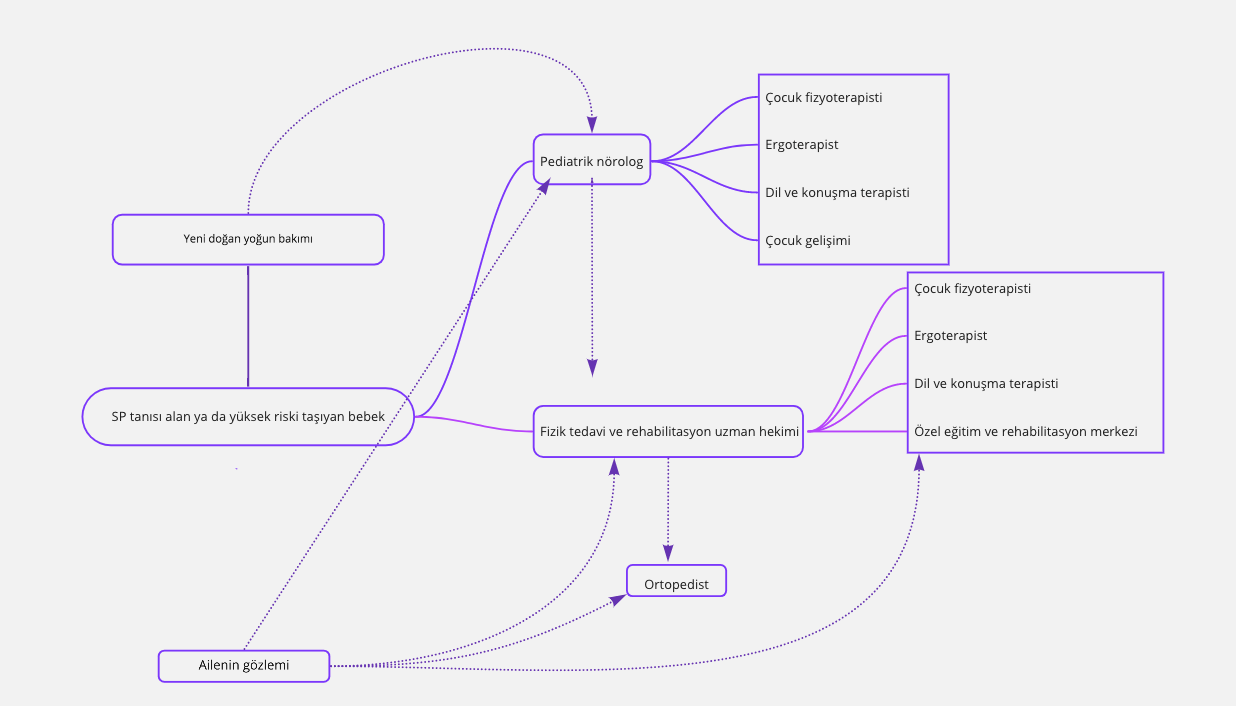 Çocuk fizyoterapisti
Ergoterapist
Pediatrik nörolog
Dil ve konuşma terapisti
Yeni doğan yoğun bakımı
Çocuk gelişimi
Çocuk fizyoterapisti
Ergoterapist
Dil ve konuşma terapisti
SP tanısı alan ya da yüksek riski taşıyan bebek
Fizik tedavi ve rehabilitasyon uzman hekimi
Özel eğitim ve rehabilitasyon merkezi
Ortopedist
Ailenin gözlemi